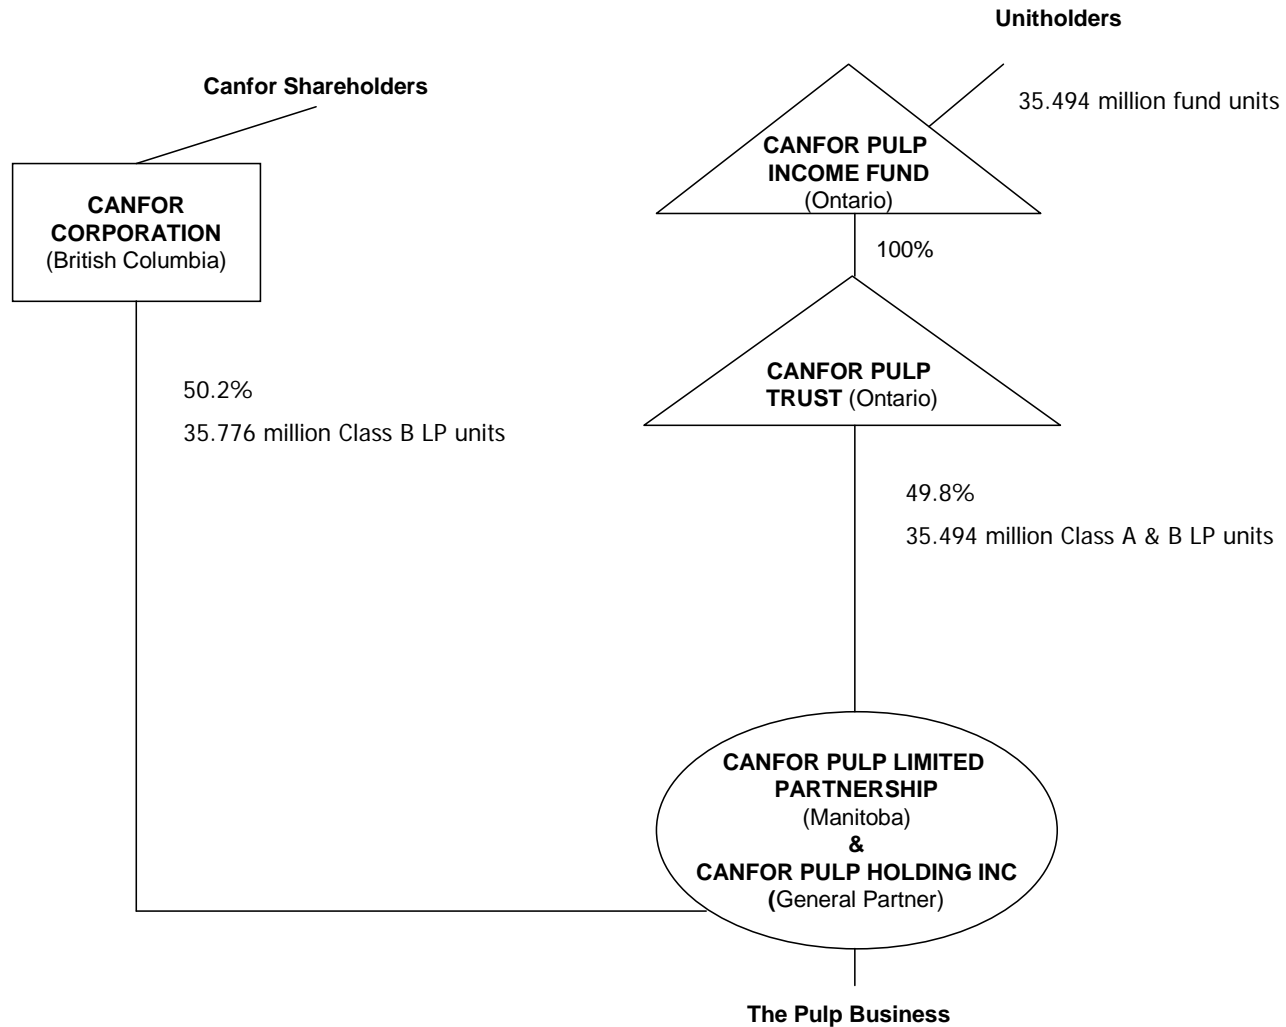 Unitholders
Canfor Shareholders
35.494 million fund units
CANFOR PULP
INCOME FUND
(Ontario)
CANFOR
CORPORATION
(British Columbia)
100%
CANFOR PULP
TRUST (Ontario)
50.2%
35.776 million Class B LP units
49.8%
35.494 million Class A & B LP units
CANFOR PULP LIMITED
PARTNERSHIP
(Manitoba)
&
CANFOR PULP HOLDING INC
(General Partner)
The Pulp Business